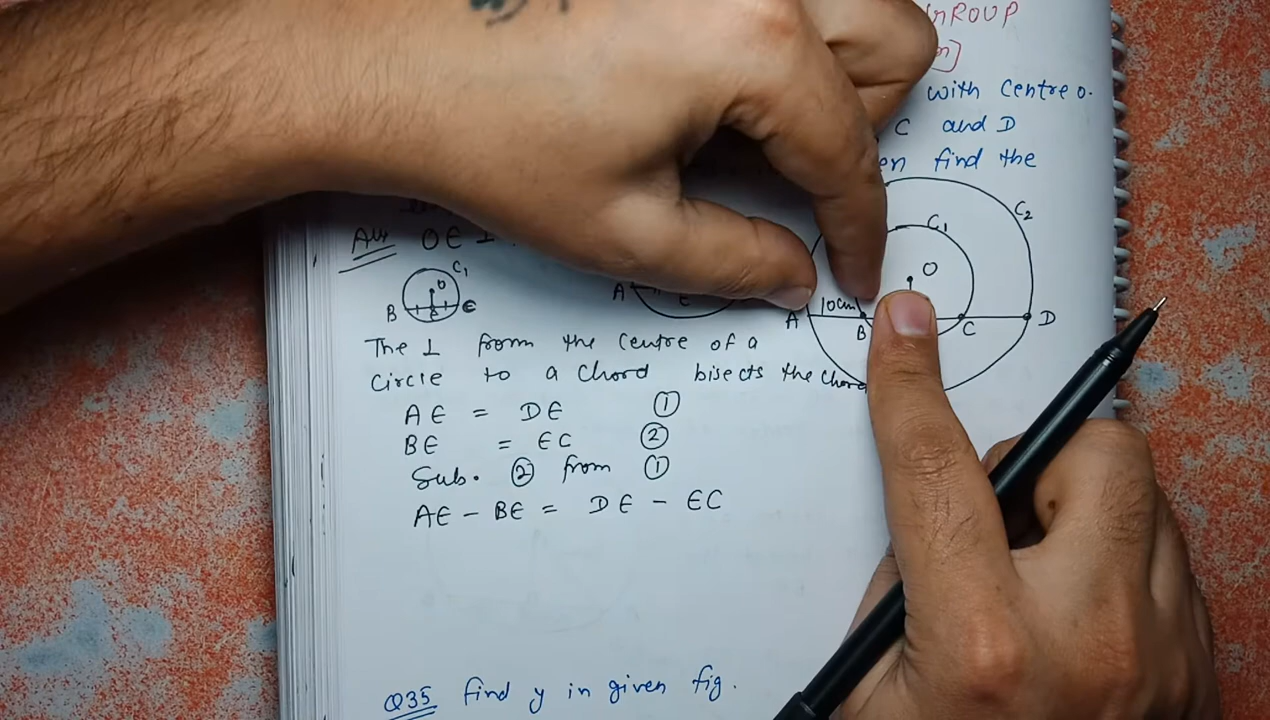 with Centre O.
C and D
find the
Ans OE ⊥
C₁
O
B E C
A
E
C₂
C₁
O
10cm
A
B
C
D
The ⊥ from the Centre of a
Circle to a Chord bisects the Chord
AE = DE ①
BE = EC ②
Sub. ② from ①
AE - BE = DE - EC
Q35 find y in given fig.